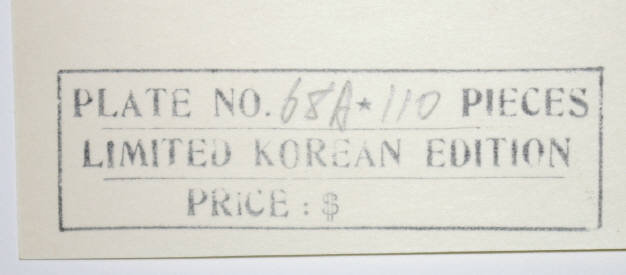 PLATE NO. 68A★110 PIECES
LIMITED KOREAN EDITION
PRICE : $